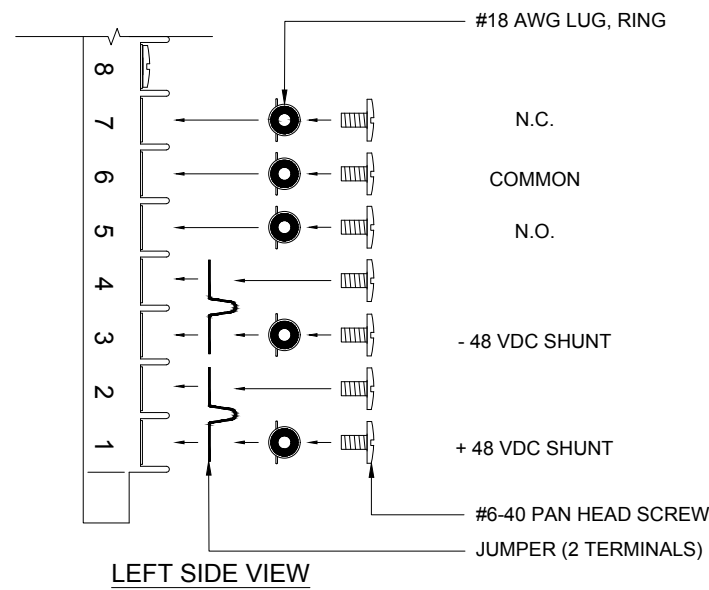 #18 AWG LUG, RING
8
7
N.C.
6
COMMON
5
N.O.
4
3
- 48 VDC SHUNT
2
1
+ 48 VDC SHUNT
#6-40 PAN HEAD SCREW
JUMPER (2 TERMINALS)
LEFT SIDE VIEW